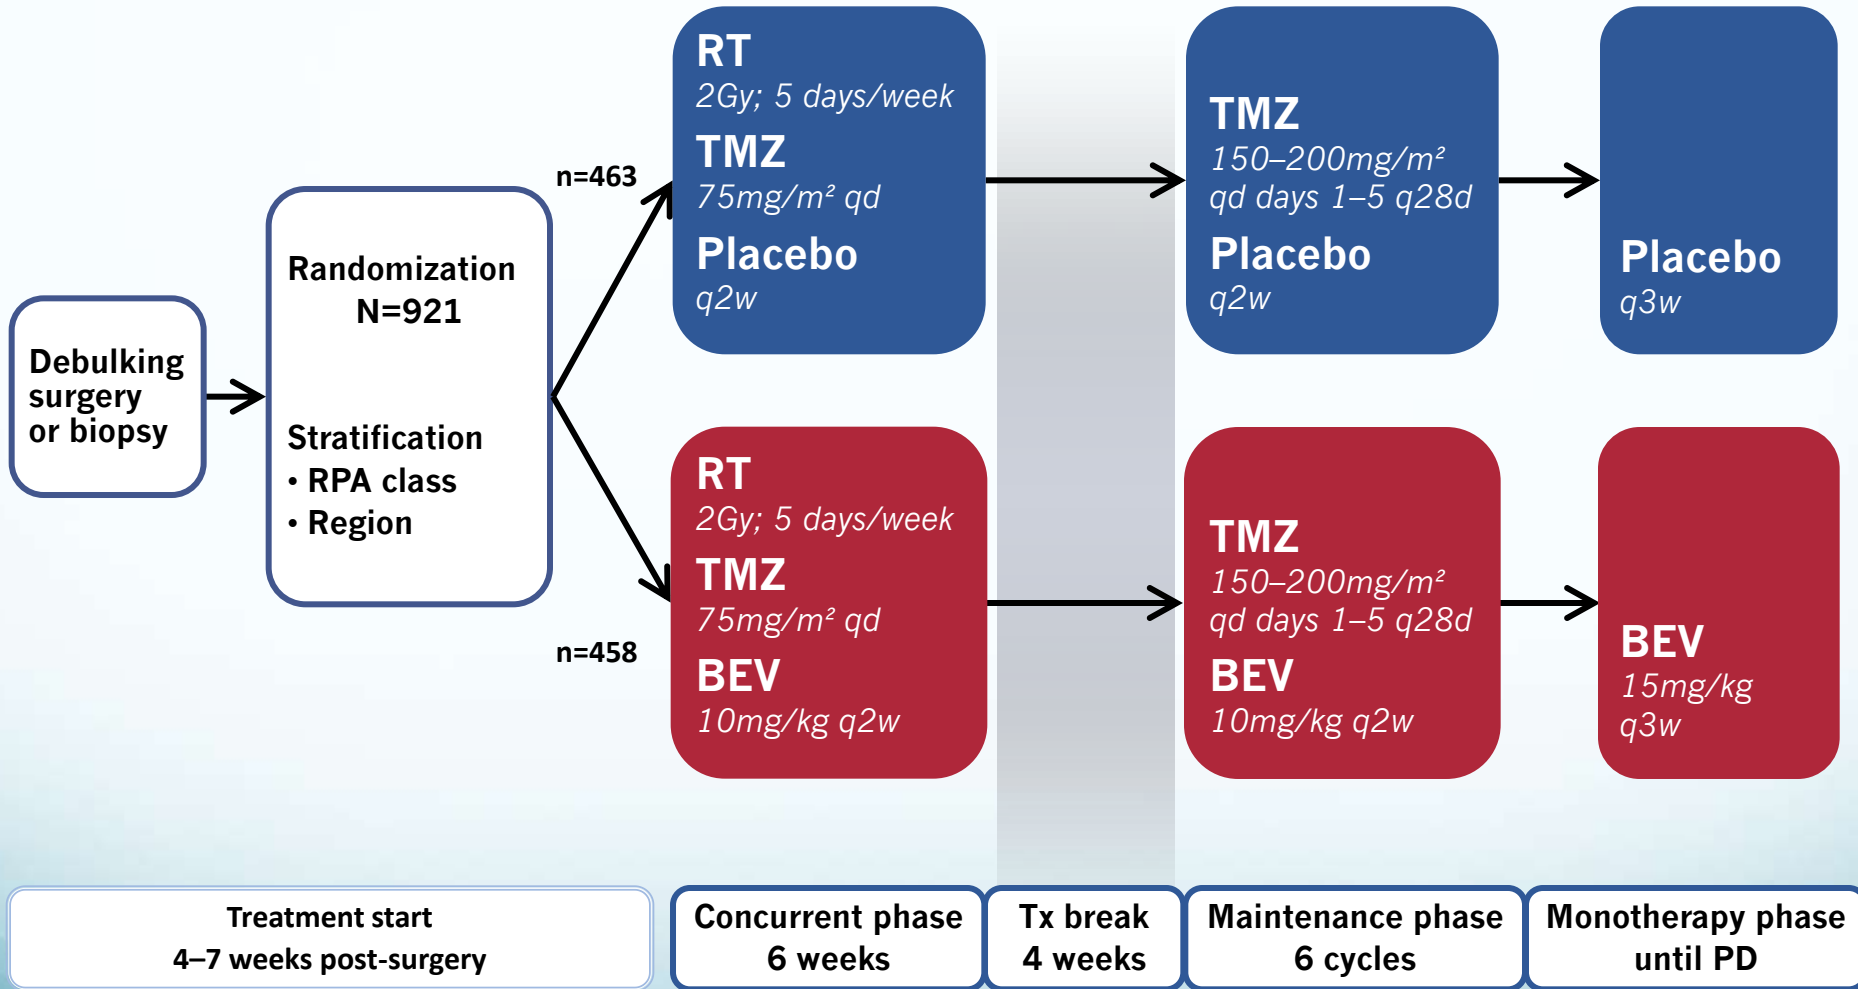 Debulking
surgery
or biopsy
Randomization
N=921
Stratification
• RPA class
• Region
n=463
n=458
RT
2Gy; 5 days/week
TMZ
75mg/m² qd
Placebo
q2w
TMZ
150–200mg/m²
qd days 1–5 q28d
Placebo
q2w
Placebo
q3w
RT
2Gy; 5 days/week
TMZ
75mg/m² qd
BEV
10mg/kg q2w
TMZ
150–200mg/m²
qd days 1–5 q28d
BEV
10mg/kg q2w
BEV
15mg/kg
q3w
Treatment start
4–7 weeks post-surgery
Concurrent phase
6 weeks
Tx break
4 weeks
Maintenance phase
6 cycles
Monotherapy phase
until PD